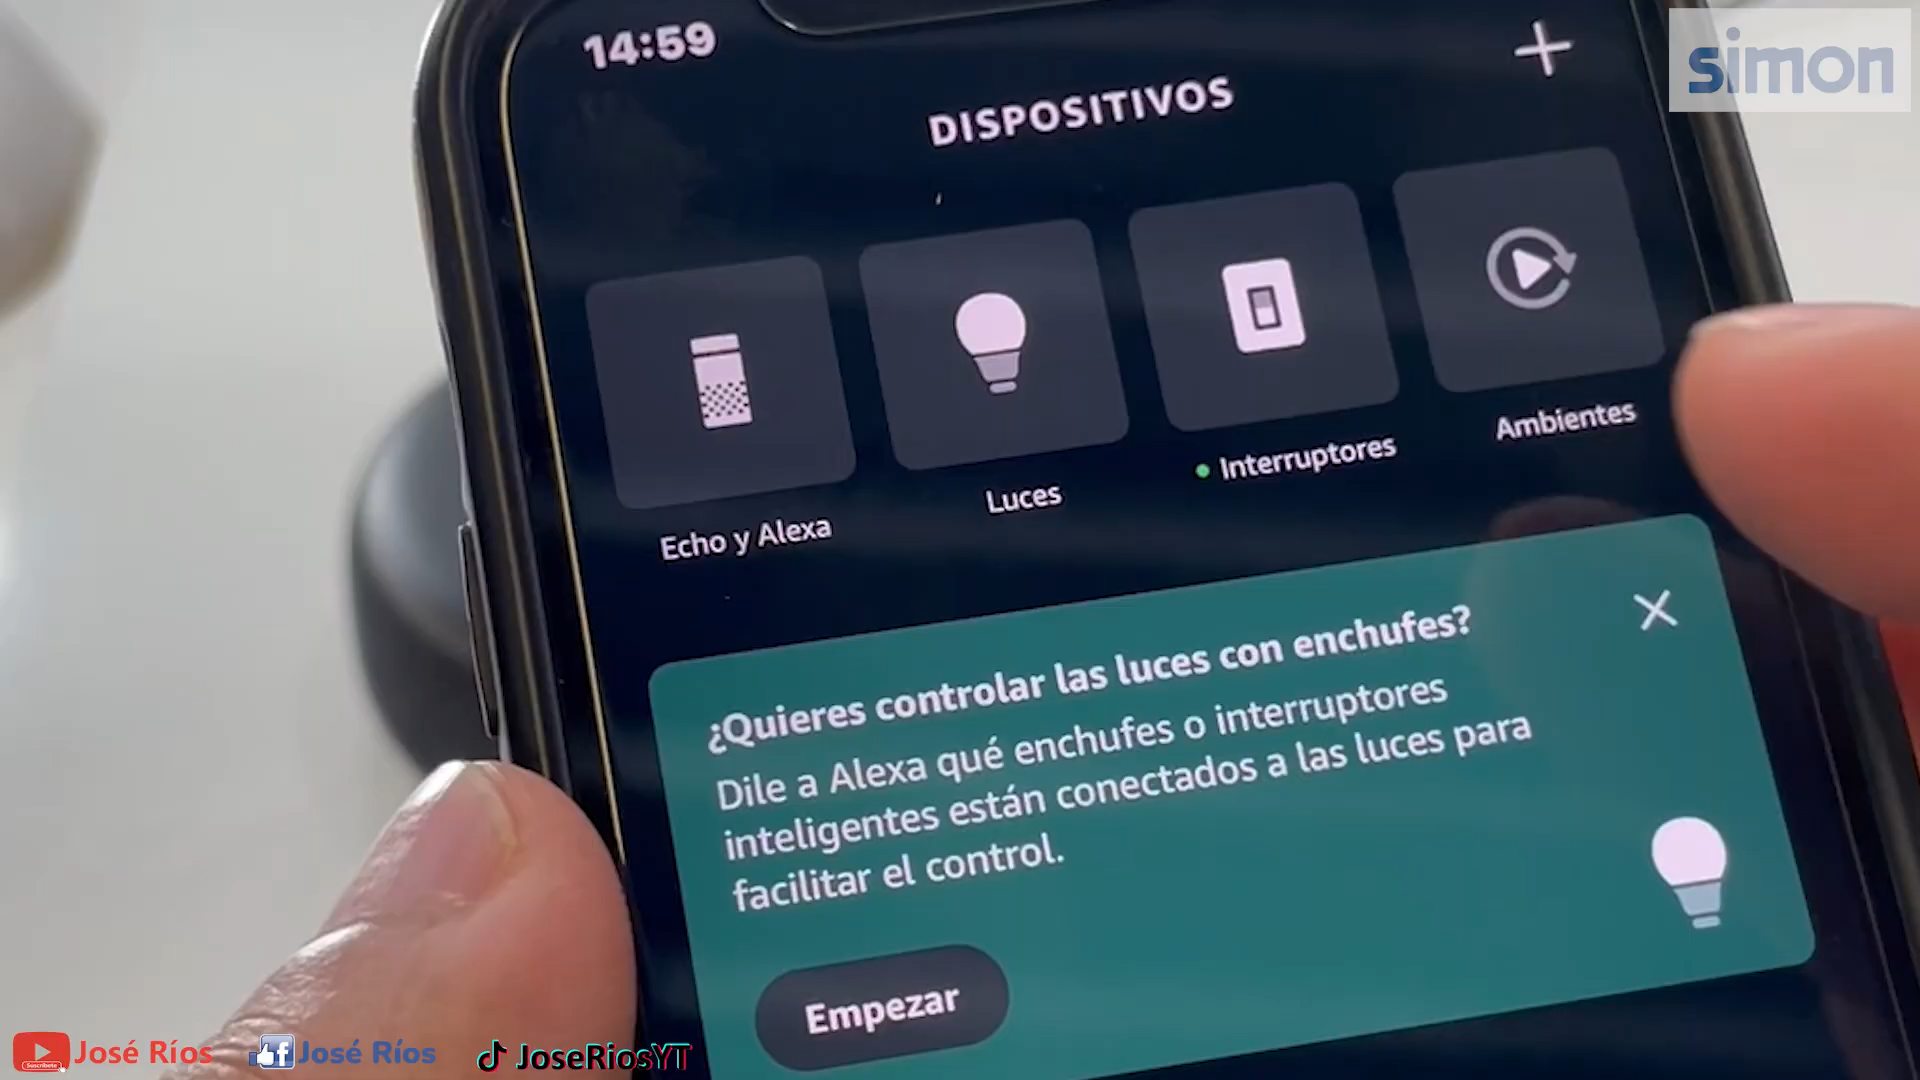 14:59
simon
DISPOSITIVOS
Echo y Alexa
Luces
Interruptores
Ambientes
¿Quieres controlar las luces con enchufes?
Dile a Alexa qué enchufes o interruptores
inteligentes están conectados a las luces para
facilitar el control.
Empezar
José Ríos
José Ríos
JoseRiosYT